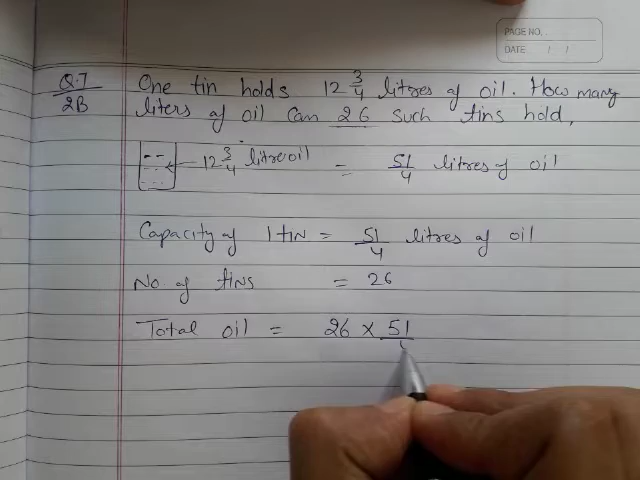 PAGE NO.
DATE / /
Q.7 One tin holds 12 3/4 litres of oil. How many
2B liters of oil can 26 such tins hold,
12 3/4 litre oil = 51/4 litres of oil
Capacity of 1 tin = 51/4 litres of oil
No of tins = 26
Total oil = 26 × 51/